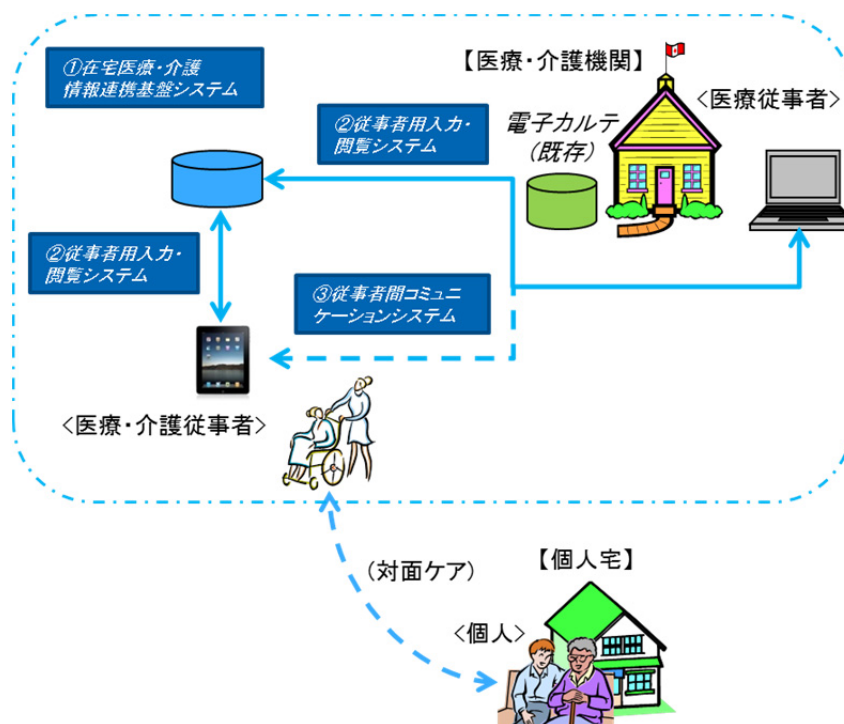 ①在宅医療・介護
情報連携基盤システム
【医療・介護機関】
<医療従事者>
②従事者用入力・
閲覧システム
電子カルテ
(既存)
②従事者用入力・
閲覧システム
③従事者間コミュニ
ケーションシステム
<医療・介護従事者>
(対面ケア)
【個人宅】
<個人>